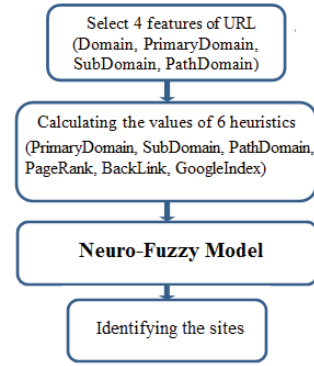 Select 4 features of URL
(Domain, PrimaryDomain,
SubDomain, PathDomain)
Calculating the values of 6 heuristics
(PrimaryDomain, SubDomain, PathDomain,
PageRank, BackLink, GoogleIndex)
Neuro-Fuzzy Model
Identifying the sites